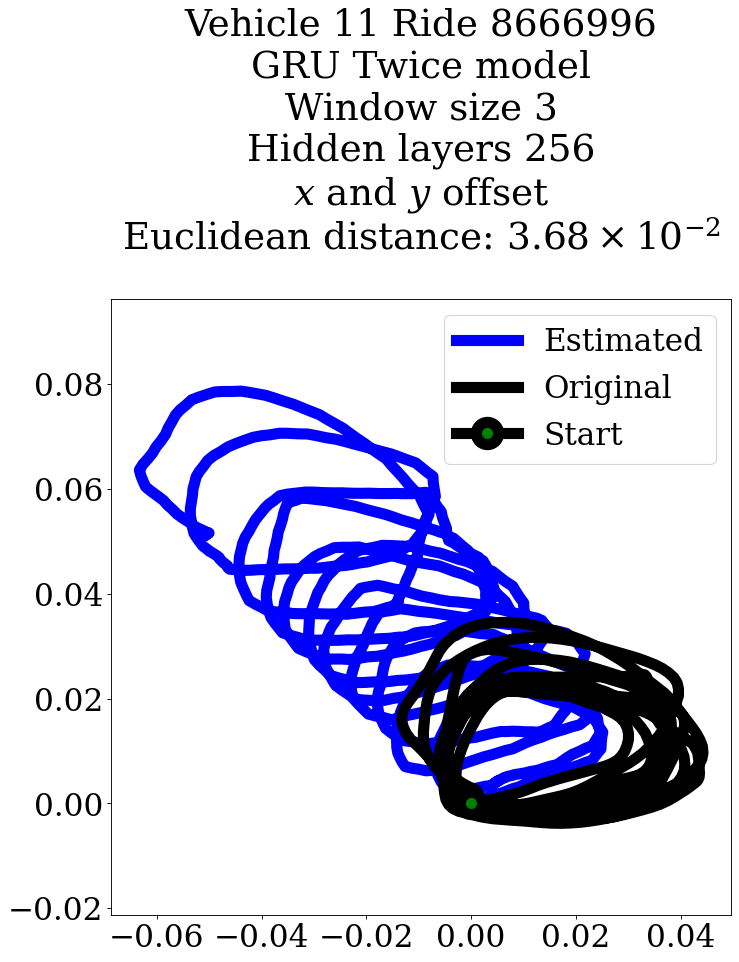 Vehicle 11 Ride 8666996
GRU Twice model
Window size 3
Hidden layers 256
x and y offset
Euclidean distance: 3.68 × 10⁻²
Estimated
Original
Start
0.08
0.06
0.04
0.02
0.00
−0.02
−0.06 −0.04 −0.02 0.00 0.02 0.04